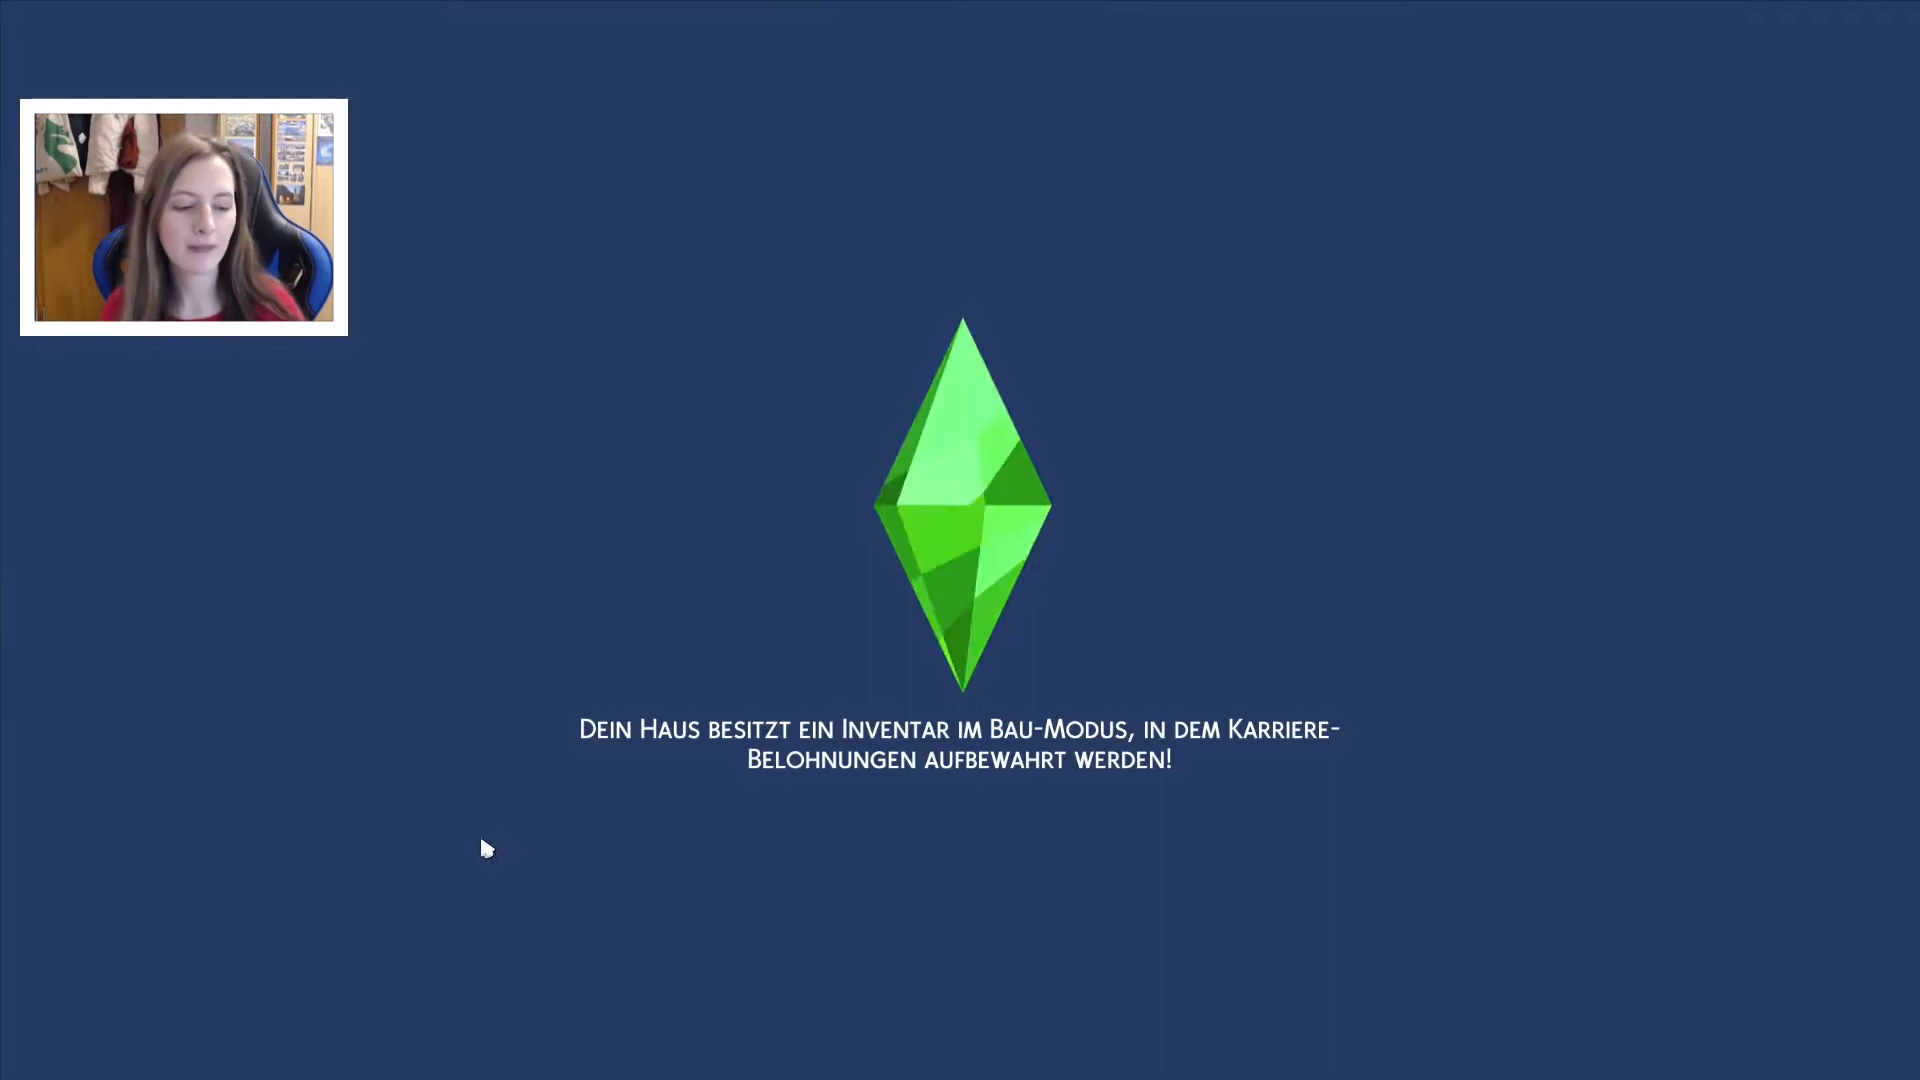 Dein Haus besitzt ein Inventar im Bau-Modus, in dem Karriere-
Belohnungen aufbewahrt werden!